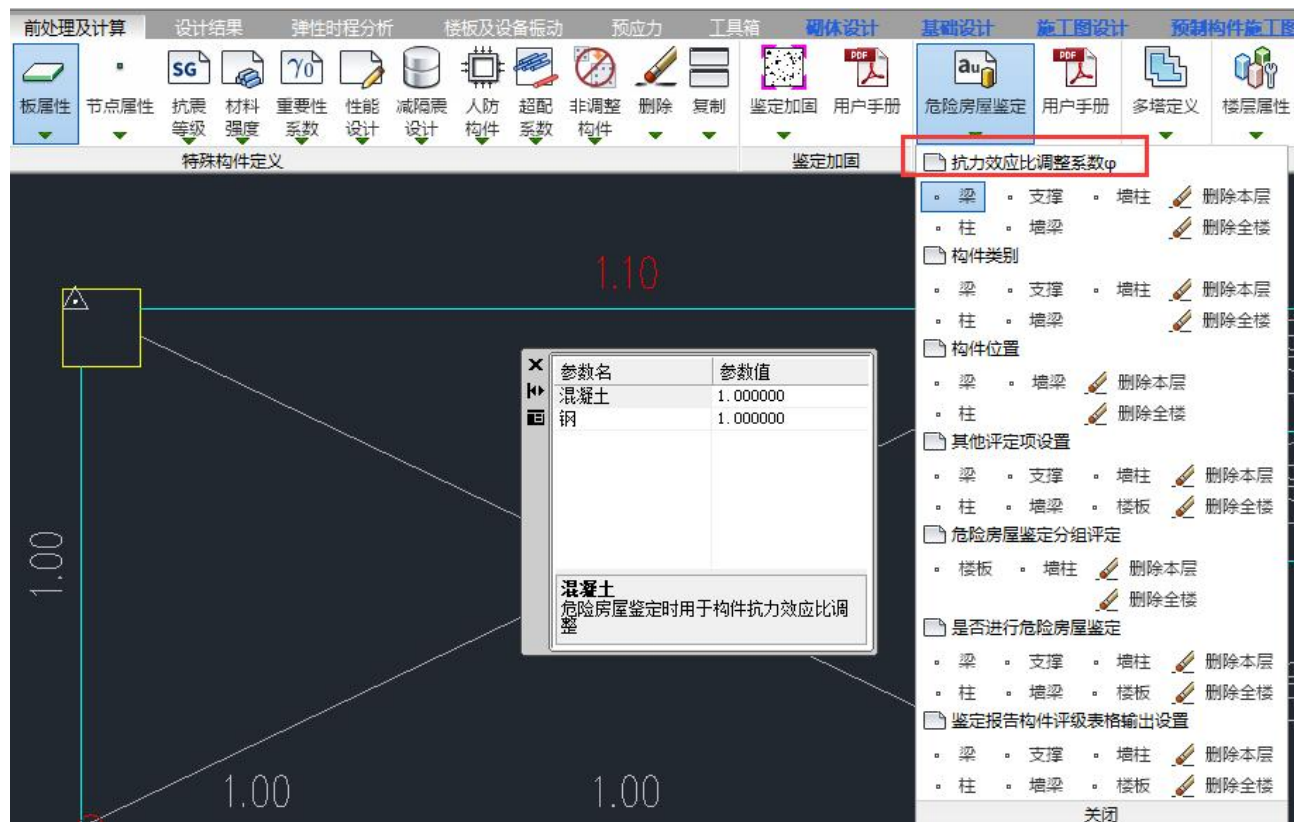 前处理及计算 设计结果 弹性时程分析 楼板及设备振动 预应力 工具箱 砌体设计 基础设计 施工图设计 预制构件施工图
板属性 节点属性 抗震等级 材料强度 重要性系数 性能设计 减隔震设计 人防构件 超配系数 非调整构件 删除 复制 鉴定加固 用户手册 危险房屋鉴定 用户手册 多塔定义 楼层属性
SG γ0 PDF au PDF
特殊构件定义 鉴定加固
抗力效应比调整系数φ
梁 支撑 墙柱 删除本层
柱 墙梁 删除全楼
构件类别
梁 支撑 墙柱 删除本层
柱 墙梁 删除全楼
构件位置
梁 墙梁 删除本层
柱 删除全楼
其他评定项设置
梁 支撑 墙柱 删除本层
柱 墙梁 楼板 删除全楼
危险房屋鉴定分组评定
楼板 墙柱 删除本层
删除全楼
是否进行危险房屋鉴定
梁 支撑 墙柱 删除本层
柱 墙梁 楼板 删除全楼
鉴定报告构件评级表格输出设置
梁 支撑 墙柱 删除本层
柱 墙梁 楼板 删除全楼
关闭
1.10
参数名 参数值
混凝土 1.000000
钢 1.000000
混凝土
危险房屋鉴定时用于构件抗力效应比调
整
1.00
1.00 1.00